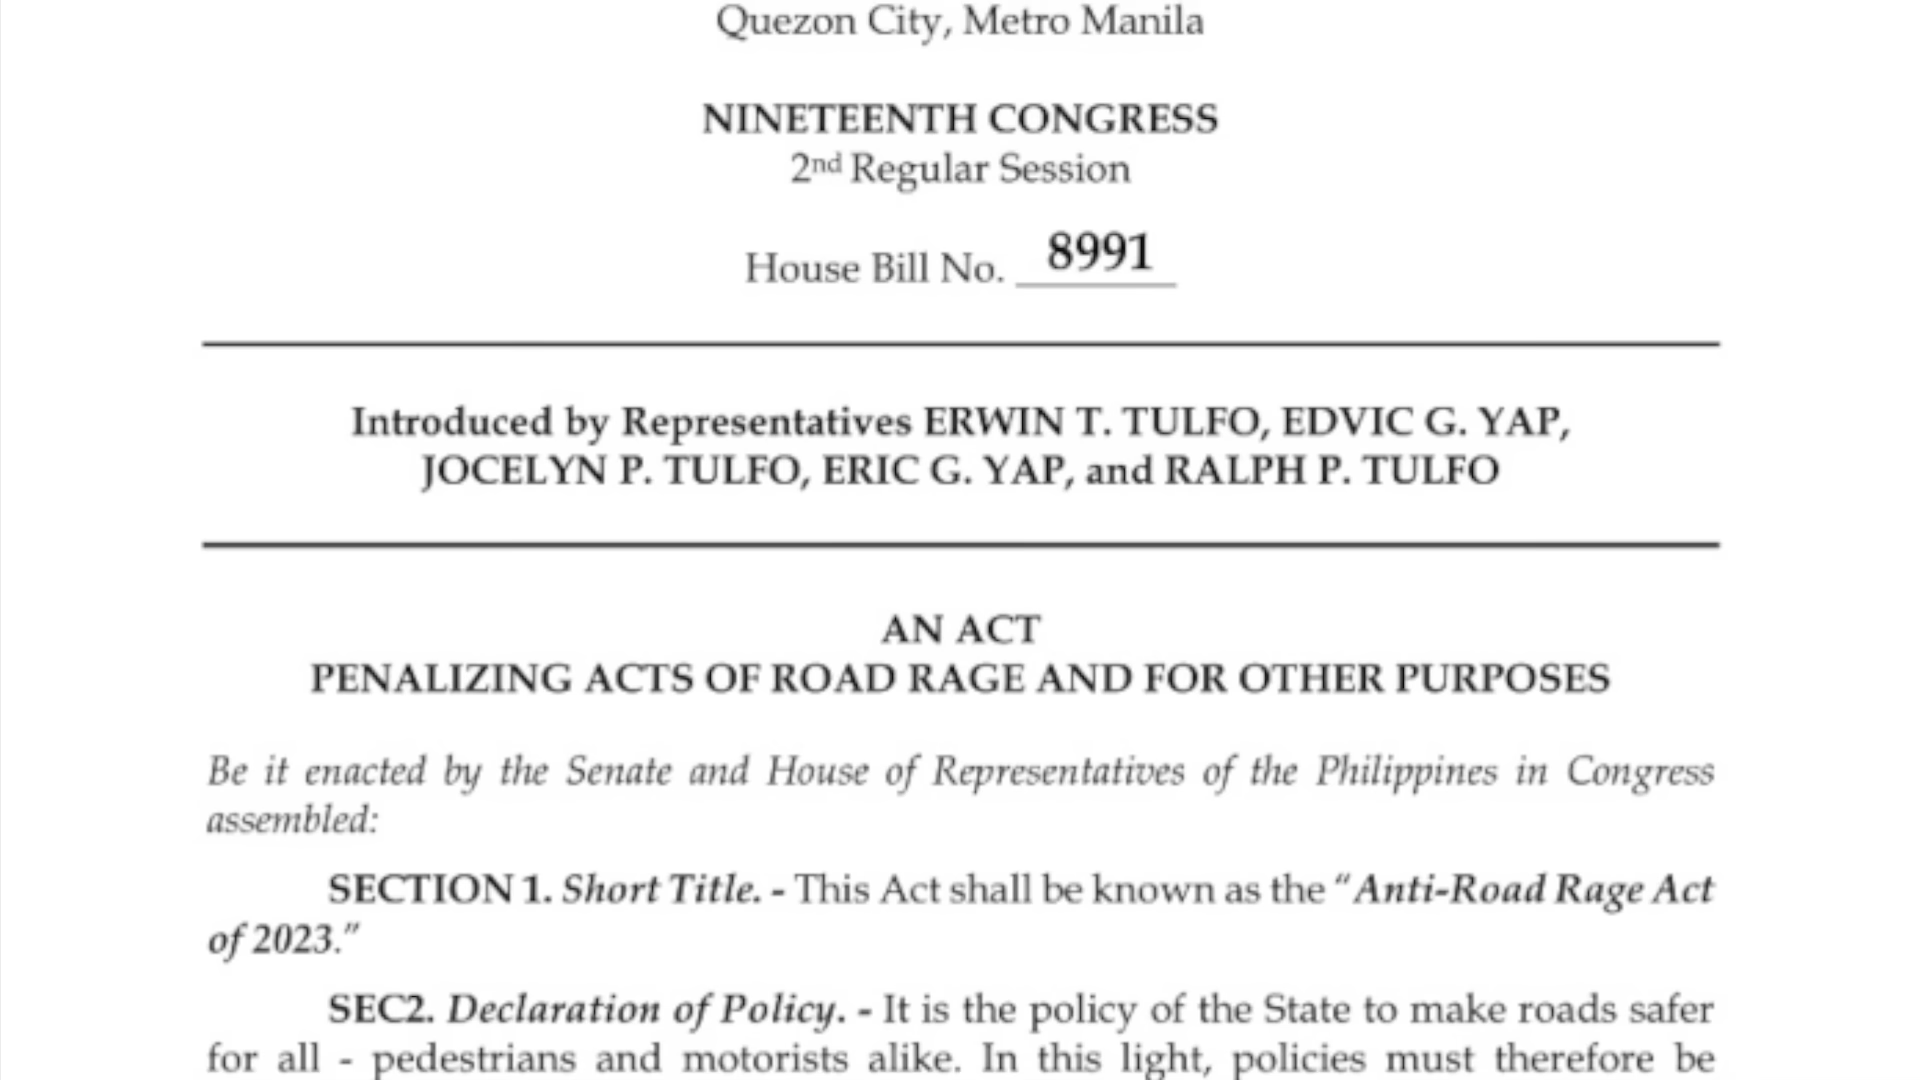 Quezon City, Metro Manila
NINETEENTH CONGRESS
2nd Regular Session
House Bill No. 8991
Introduced by Representatives ERWIN T. TULFO, EDVIC G. YAP,
JOCELYN P. TULFO, ERIC G. YAP, and RALPH P. TULFO
AN ACT
PENALIZING ACTS OF ROAD RAGE AND FOR OTHER PURPOSES
Be it enacted by the Senate and House of Representatives of the Philippines in Congress
assembled:
SECTION 1. Short Title. - This Act shall be known as the “Anti-Road Rage Act
of 2023.”
SEC2. Declaration of Policy. - It is the policy of the State to make roads safer
for all - pedestrians and motorists alike. In this light, policies must therefore be